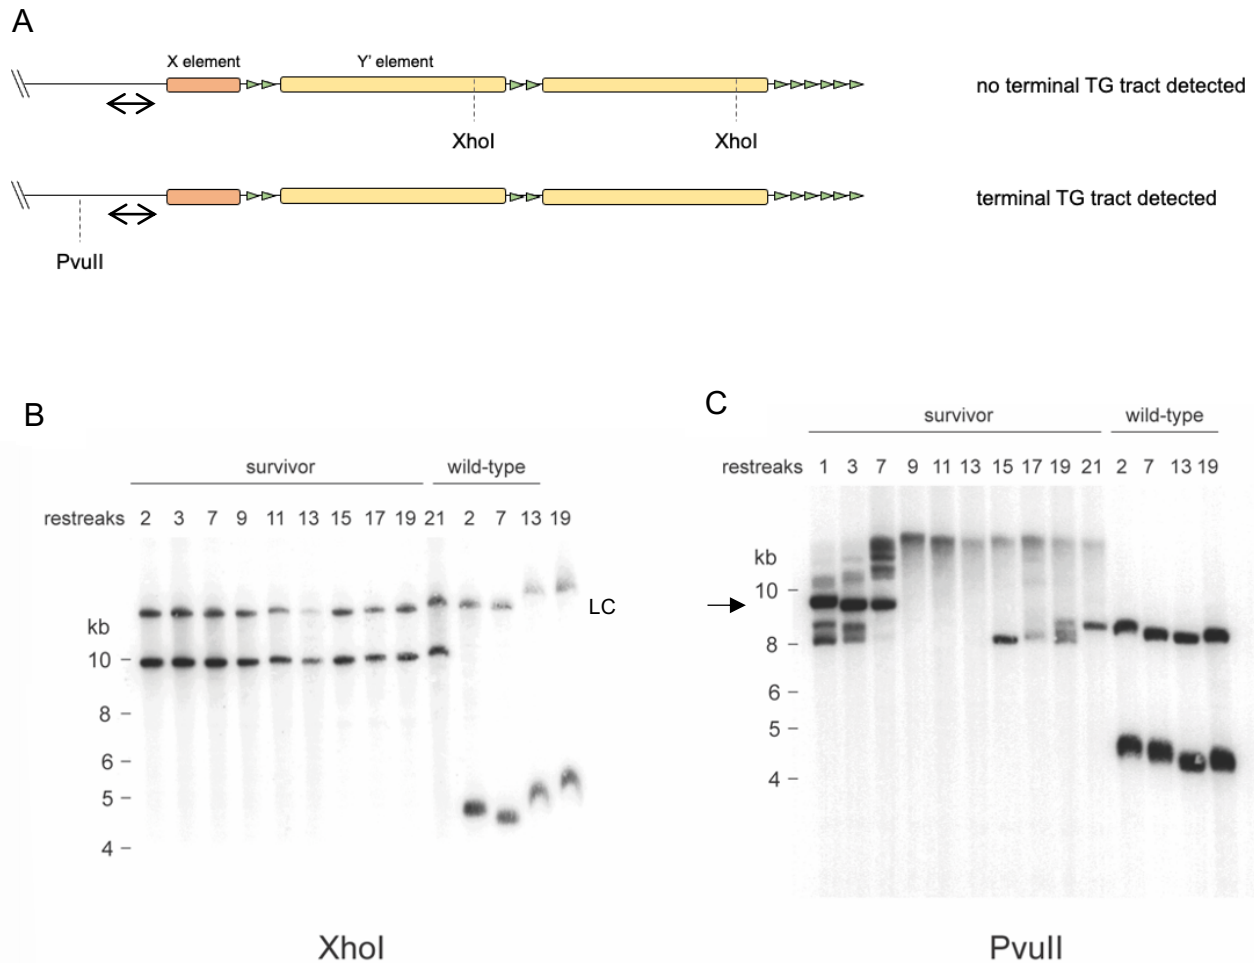 A
X element
Y' element
no terminal TG tract detected
XhoI
XhoI
terminal TG tract detected
PvuII
B
survivor
wild-type
restreaks 2 3 7 9 11 13 15 17 19 21 2 7 13 19
LC
kb
10
8
6
5
4
XhoI
C
survivor
wild-type
restreaks 1 3 7 9 11 13 15 17 19 21 2 7 13 19
kb
10
8
6
5
4
PvuII